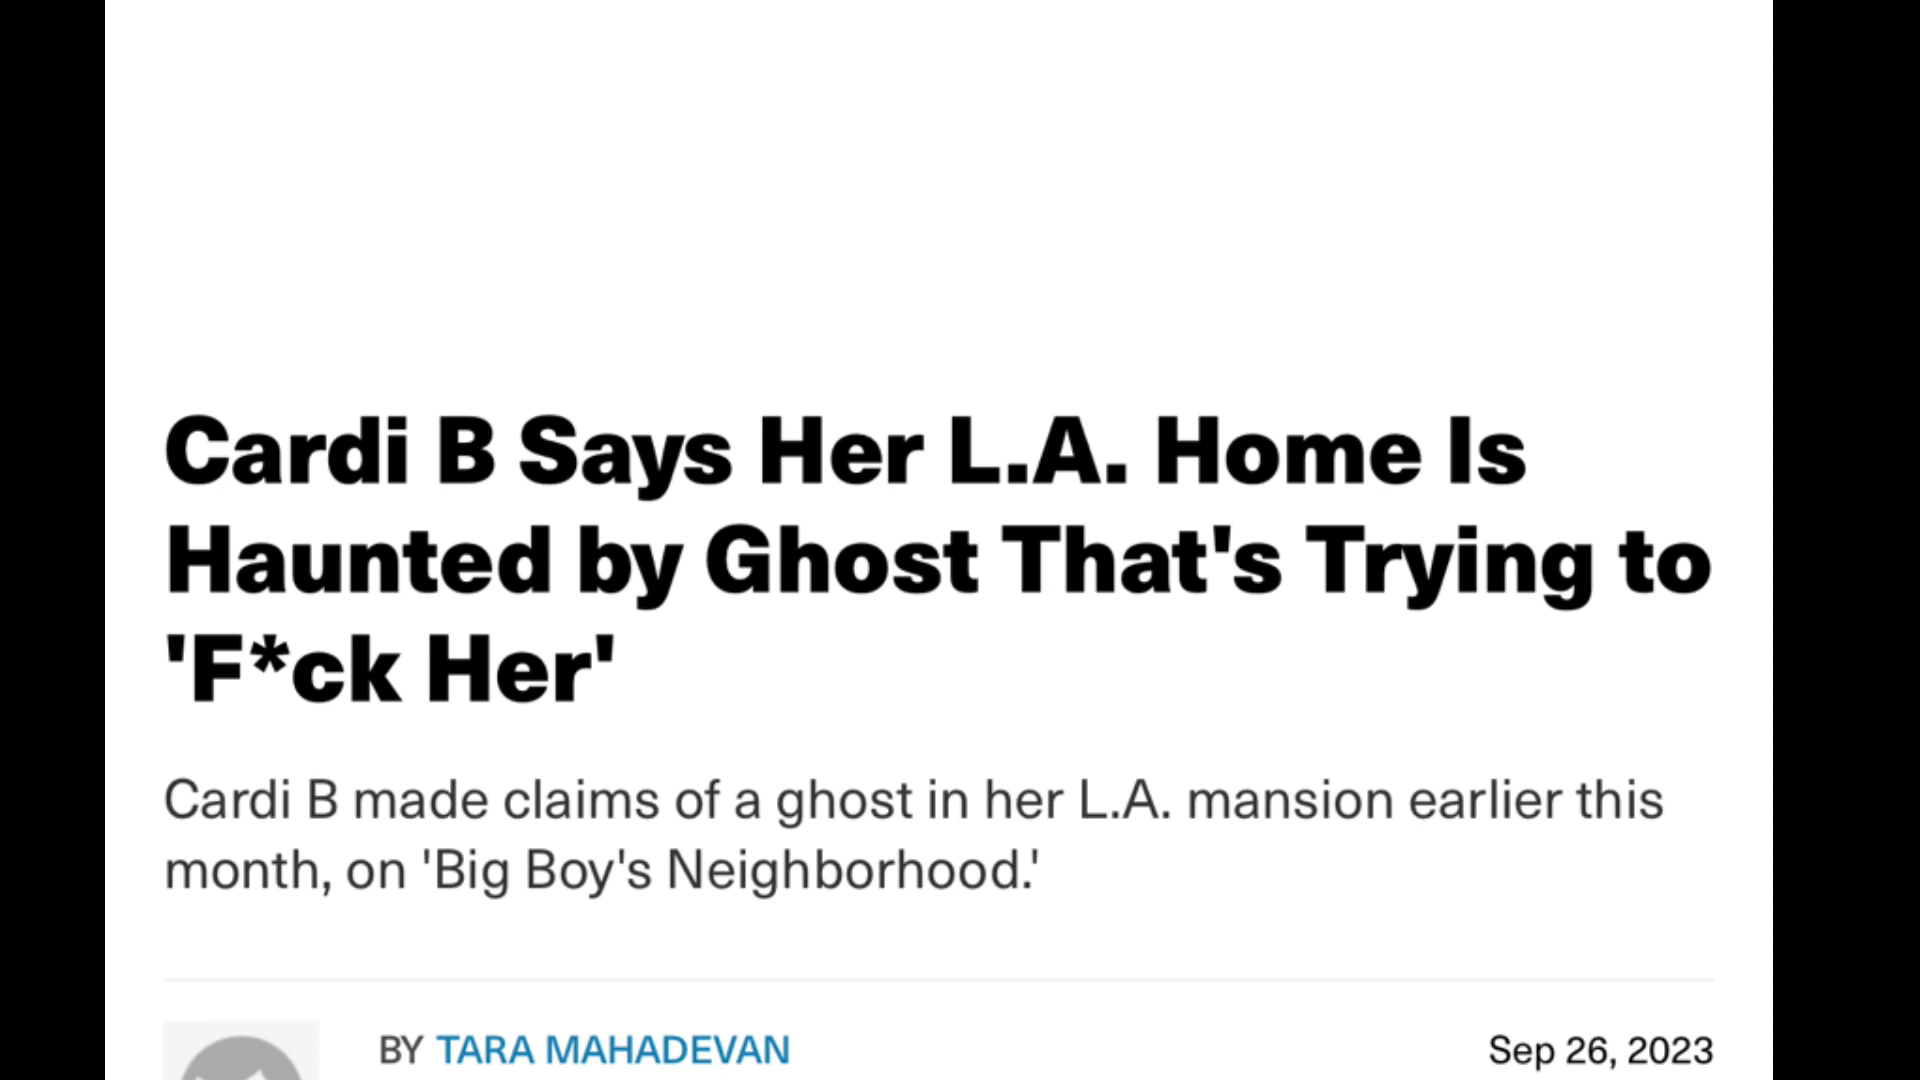 Cardi B Says Her L.A. Home Is
Haunted by Ghost That's Trying to
'F*ck Her'
Cardi B made claims of a ghost in her L.A. mansion earlier this
month, on 'Big Boy's Neighborhood.'
BY TARA MAHADEVAN
Sep 26, 2023